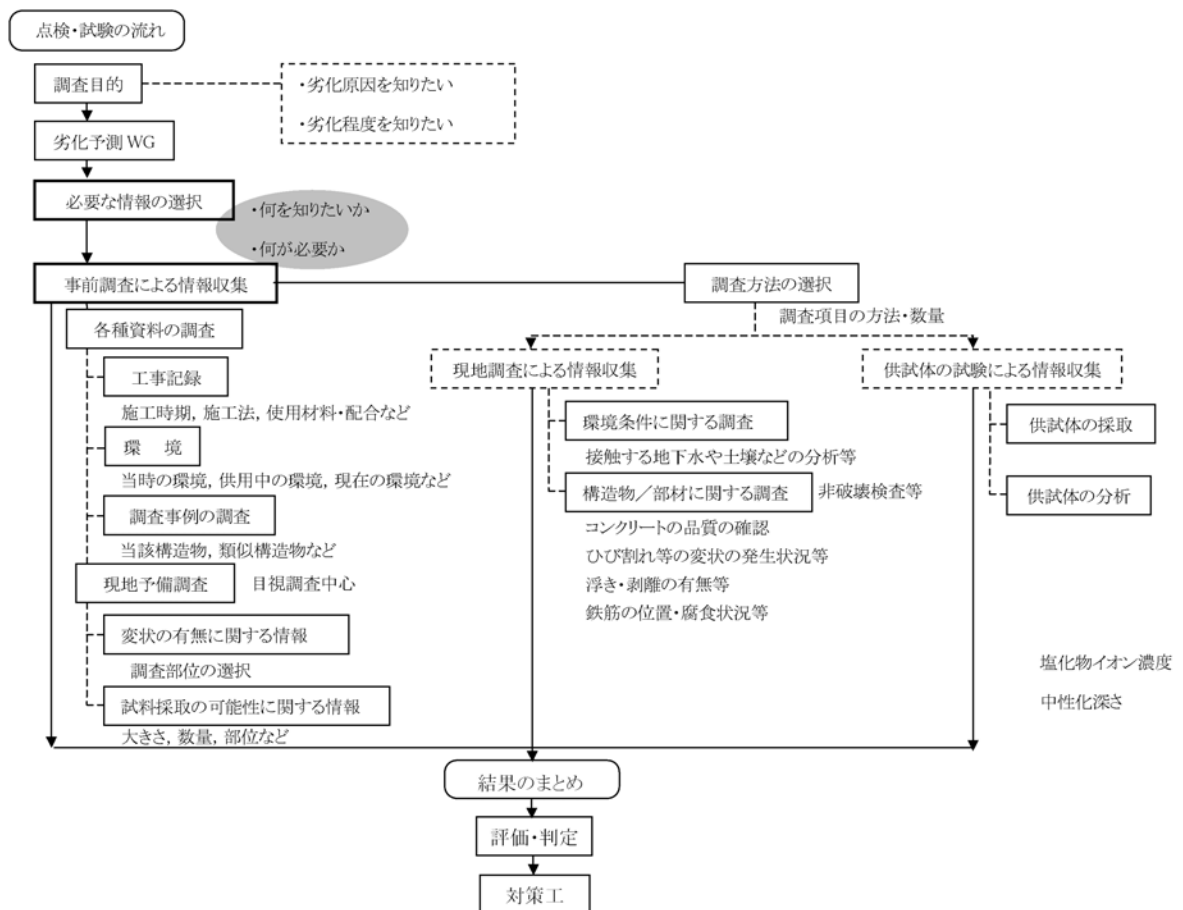 点検・試験の流れ
調査目的
・劣化原因を知りたい
・劣化程度を知りたい
劣化予測 WG
必要な情報の選択
・何を知りたいか
・何が必要か
事前調査による情報収集
各種資料の調査
工事記録
施工時期, 施工法, 使用材料・配合など
環 境
当時の環境, 供用中の環境, 現在の環境など
調査事例の調査
当該構造物, 類似構造物など
現地予備調査 目視調査中心
変状の有無に関する情報
調査部位の選択
試料採取の可能性に関する情報
大きさ, 数量, 部位など
調査方法の選択
調査項目の方法・数量
現地調査による情報収集
環境条件に関する調査
接触する地下水や土壌などの分析等
構造物／部材に関する調査 非破壊検査等
コンクリートの品質の確認
ひび割れ等の変状の発生状況等
浮き・剥離の有無等
鉄筋の位置・腐食状況等
供試体の試験による情報収集
供試体の採取
供試体の分析
塩化物イオン濃度
中性化深さ
結果のまとめ
評価・判定
対策工